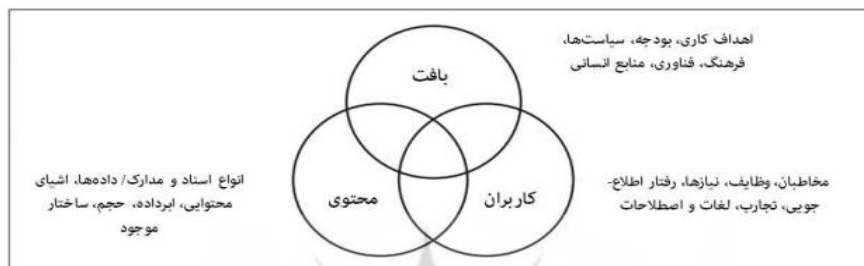 اهداف کاری، بودجه، سیاست‌ها،
فرهنگ، فناوری، منابع انسانی
بافت
انواع اسناد و مدارک/ داده‌ها، اشیای
محتوایی، ابرداده، حجم، ساختار
موجود
محتوی
کاربران
مخاطبان، وظایف، نیازها، رفتار اطلاع-
جویی، تجارب، لغات و اصطلاحات